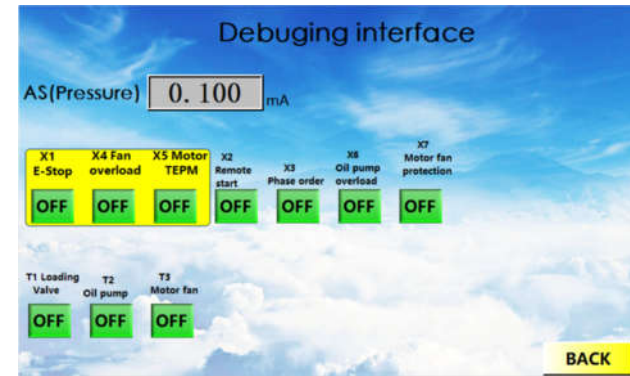 Debuging interface
AS(Pressure) 0.100 mA
X1 E-Stop
X4 Fan overload
X5 Motor TEPM
X2 Remote start
X3 Phase order
X6 Oil pump overload
X7 Motor fan protection
OFF OFF OFF OFF OFF OFF OFF
T1 Loading Valve
T2 Oil pump
T3 Motor fan
OFF OFF OFF
BACK